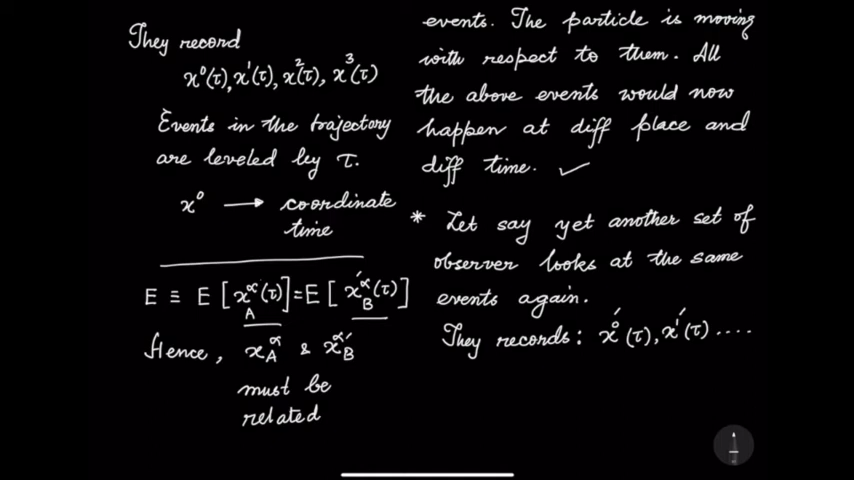 They record
x⁰(τ), x¹(τ), x²(τ), x³(τ)
Events in the trajectory
are leveled by τ.
x⁰ → coordinate
time
E ≡ E [x^α_A(τ)] = E [x'^α_B(τ)]
Hence, x^α_A & x^α'_B
must be
related
events. The particle is moving
with respect to them. All
the above events would now
happen at diff place and
diff time. ✓
* Let say yet another set of
observer looks at the same
events again.
They records: x'⁰(τ), x'¹(τ) ....